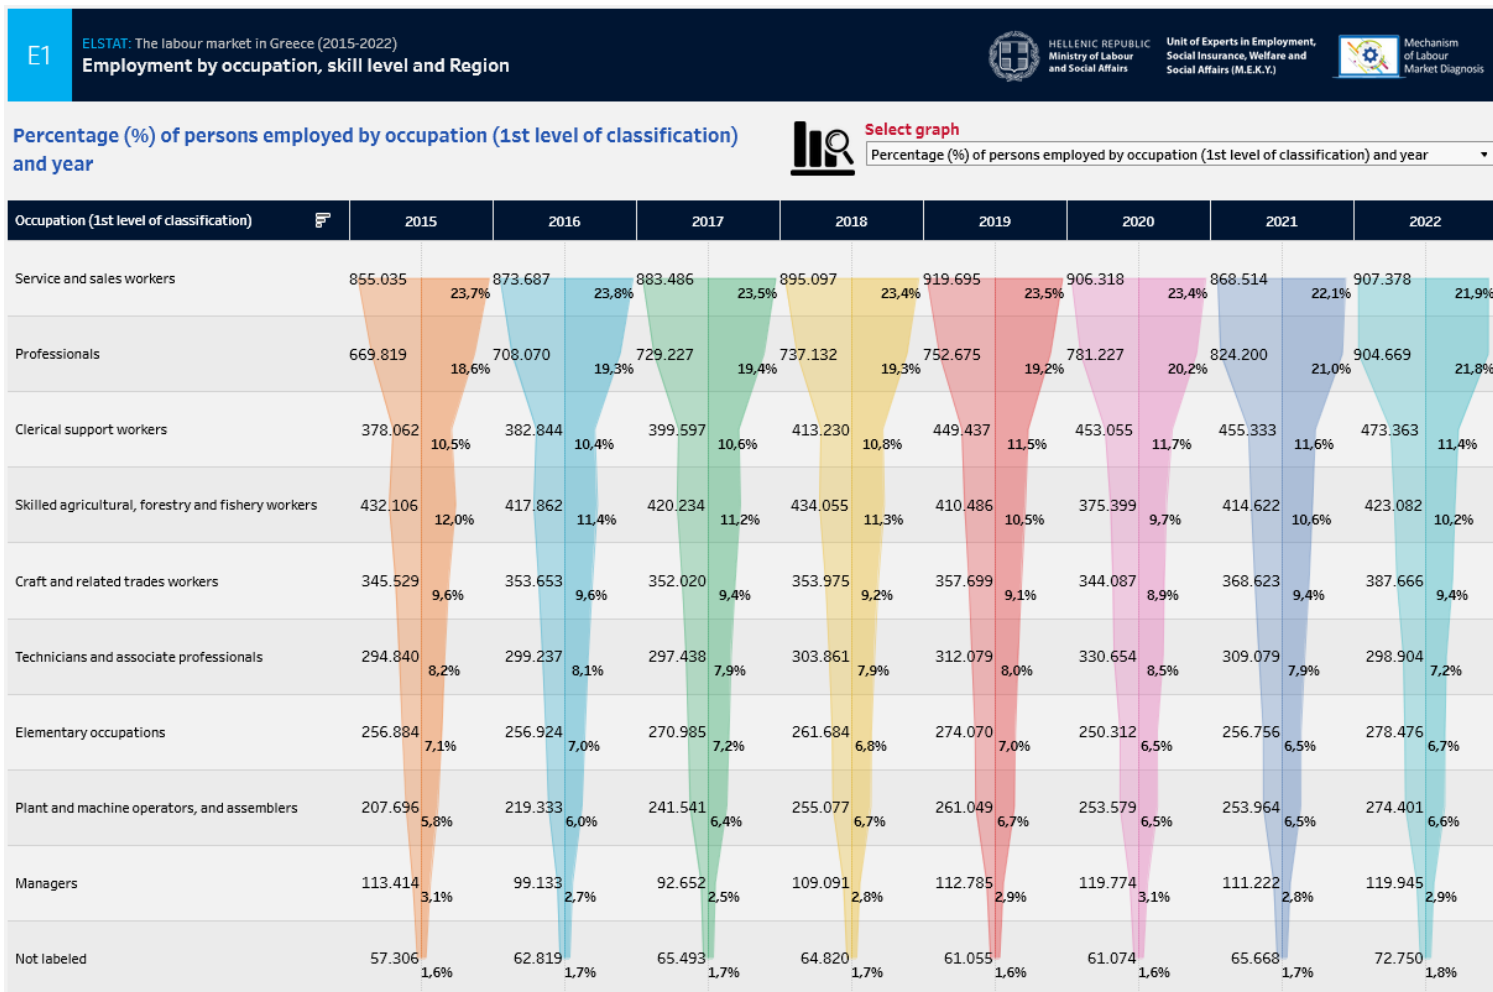 E1
ELSTAT: The labour market in Greece (2015-2022)
Employment by occupation, skill level and Region
HELLENIC REPUBLIC
Ministry of Labour
and Social Affairs
Unit of Experts in Employment,
Social Insurance, Welfare and
Social Affairs (M.E.K.Y.)
Mechanism
of Labour
Market Diagnosis
Percentage (%) of persons employed by occupation (1st level of classification)
and year
Select graph
Percentage (%) of persons employed by occupation (1st level of classification) and year
Occupation (1st level of classification) 2015 2016 2017 2018 2019 2020 2021 2022
Service and sales workers 855.035 873.687 883.486 895.097 919.695 906.318 868.514 907.378
23,7% 23,8% 23,5% 23,4% 23,5% 23,4% 22,1% 21,9%
Professionals 669.819 708.070 729.227 737.132 752.675 781.227 824.200 904.669
18,6% 19,3% 19,4% 19,3% 19,2% 20,2% 21,0% 21,8%
Clerical support workers 378.062 382.844 399.597 413.230 449.437 453.055 455.333 473.363
10,5% 10,4% 10,6% 10,8% 11,5% 11,7% 11,6% 11,4%
Skilled agricultural, forestry and fishery workers 432.106 417.862 420.234 434.055 410.486 375.399 414.622 423.082
12,0% 11,4% 11,2% 11,3% 10,5% 9,7% 10,6% 10,2%
Craft and related trades workers 345.529 353.653 352.020 353.975 357.699 344.087 368.623 387.666
9,6% 9,6% 9,4% 9,2% 9,1% 8,9% 9,4% 9,4%
Technicians and associate professionals 294.840 299.237 297.438 303.861 312.079 330.654 309.079 298.904
8,2% 8,1% 7,9% 7,9% 8,0% 8,5% 7,9% 7,2%
Elementary occupations 256.884 256.924 270.985 261.684 274.070 250.312 256.756 278.476
7,1% 7,0% 7,2% 6,8% 7,0% 6,5% 6,5% 6,7%
Plant and machine operators, and assemblers 207.696 219.333 241.541 255.077 261.049 253.579 253.964 274.401
5,8% 6,0% 6,4% 6,7% 6,7% 6,5% 6,5% 6,6%
Managers 113.414 99.133 92.652 109.091 112.785 119.774 111.222 119.945
3,1% 2,7% 2,5% 2,8% 2,9% 3,1% 2,8% 2,9%
Not labeled 57.306 62.819 65.493 64.820 61.055 61.074 65.668 72.750
1,6% 1,7% 1,7% 1,7% 1,6% 1,6% 1,7% 1,8%